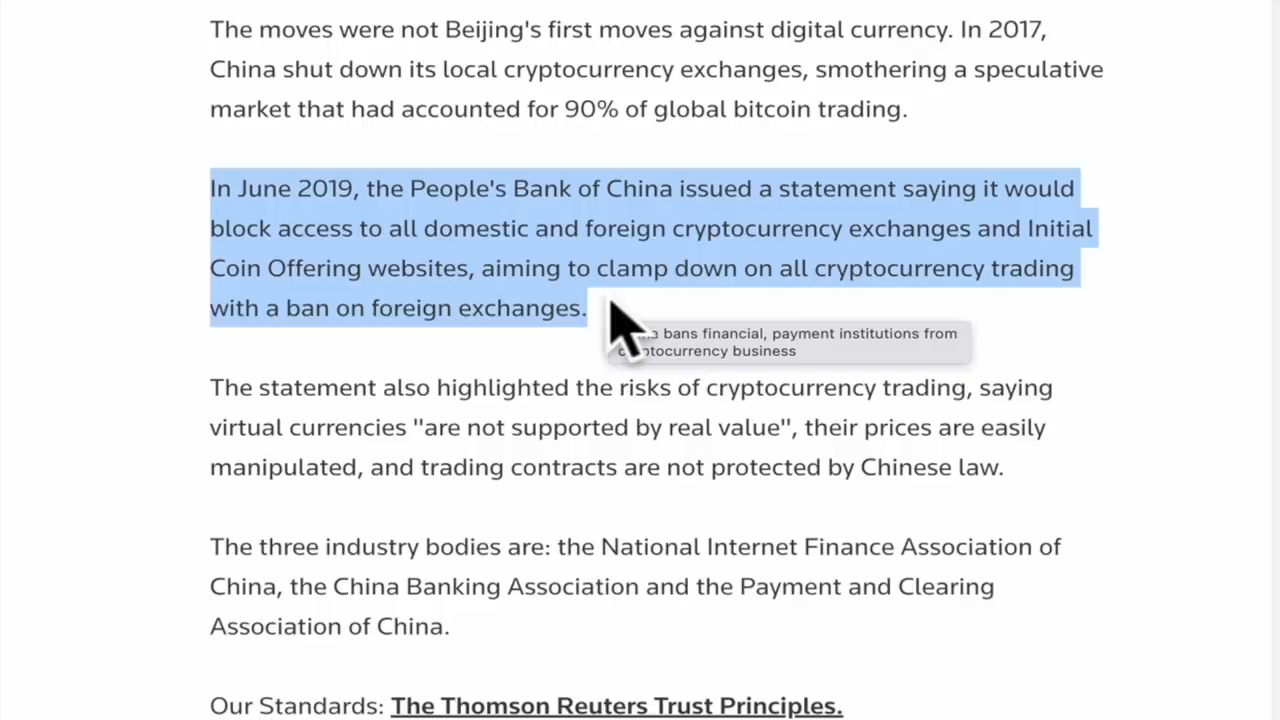 The moves were not Beijing's first moves against digital currency. In 2017,
China shut down its local cryptocurrency exchanges, smothering a speculative
market that had accounted for 90% of global bitcoin trading.
In June 2019, the People's Bank of China issued a statement saying it would
block access to all domestic and foreign cryptocurrency exchanges and Initial
Coin Offering websites, aiming to clamp down on all cryptocurrency trading
with a ban on foreign exchanges.
bans financial, payment institutions from
business
The statement also highlighted the risks of cryptocurrency trading, saying
virtual currencies "are not supported by real value", their prices are easily
manipulated, and trading contracts are not protected by Chinese law.
The three industry bodies are: the National Internet Finance Association of
China, the China Banking Association and the Payment and Clearing
Association of China.
Our Standards: The Thomson Reuters Trust Principles.